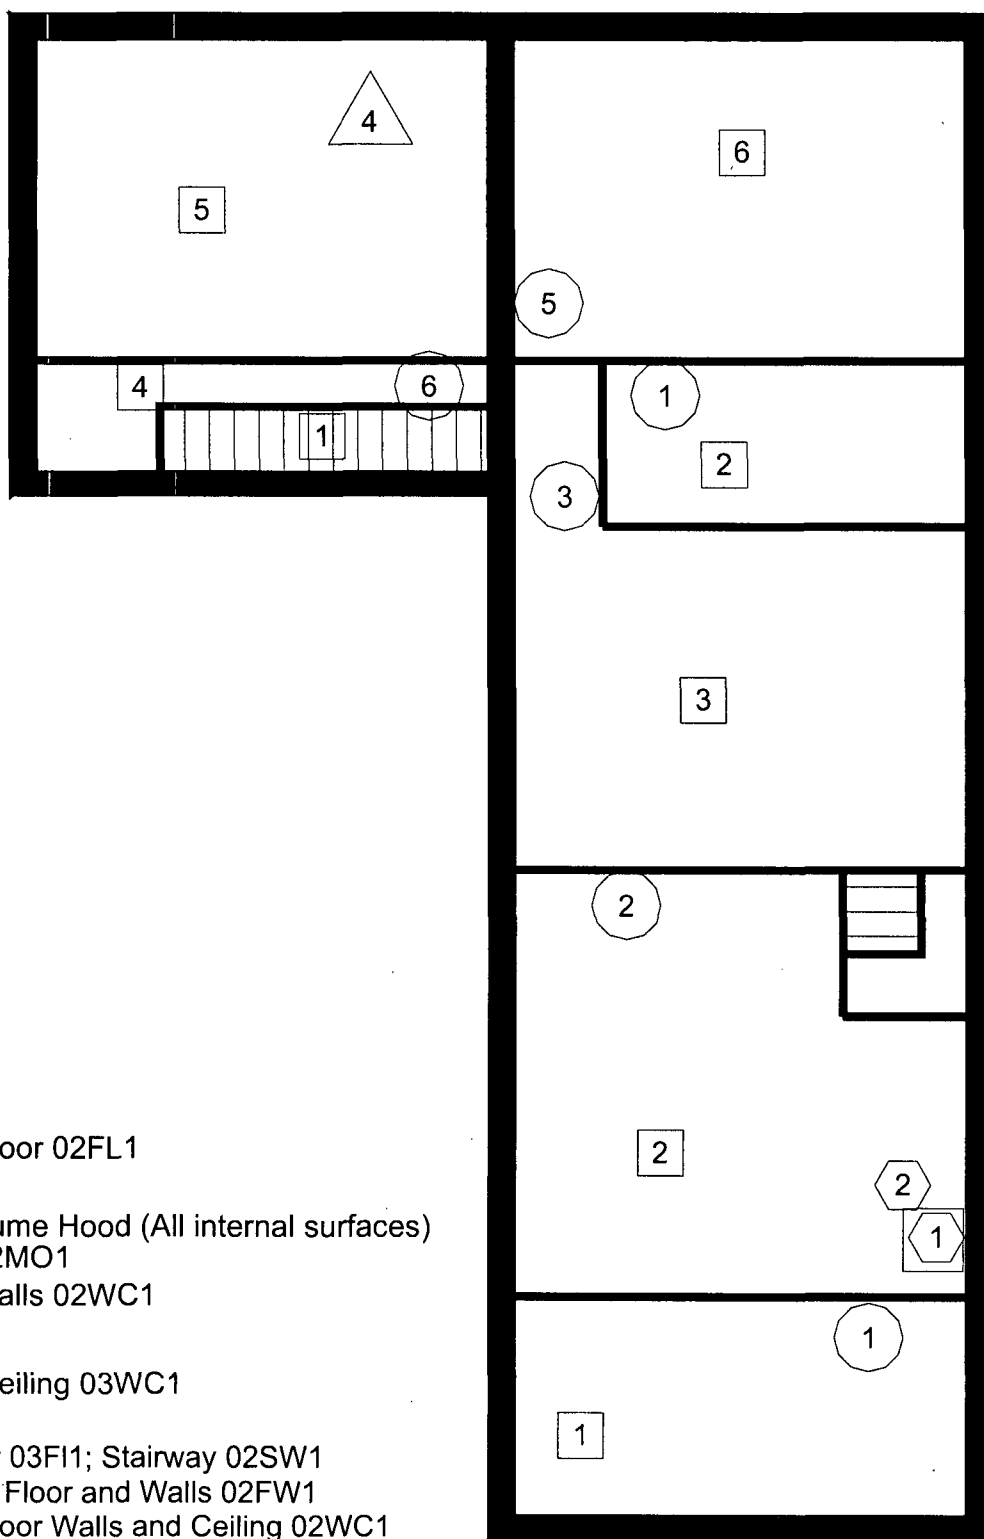 4
6
5
5
4
6
1
1
2
3
3
2
2
2
1
1
1
oor 02FL1
ume Hood (All internal surfaces)
2MO1
alls 02WC1
eiling 03WC1
03FI1; Stairway 02SW1
Floor and Walls 02FW1
oor Walls and Ceiling 02WC1